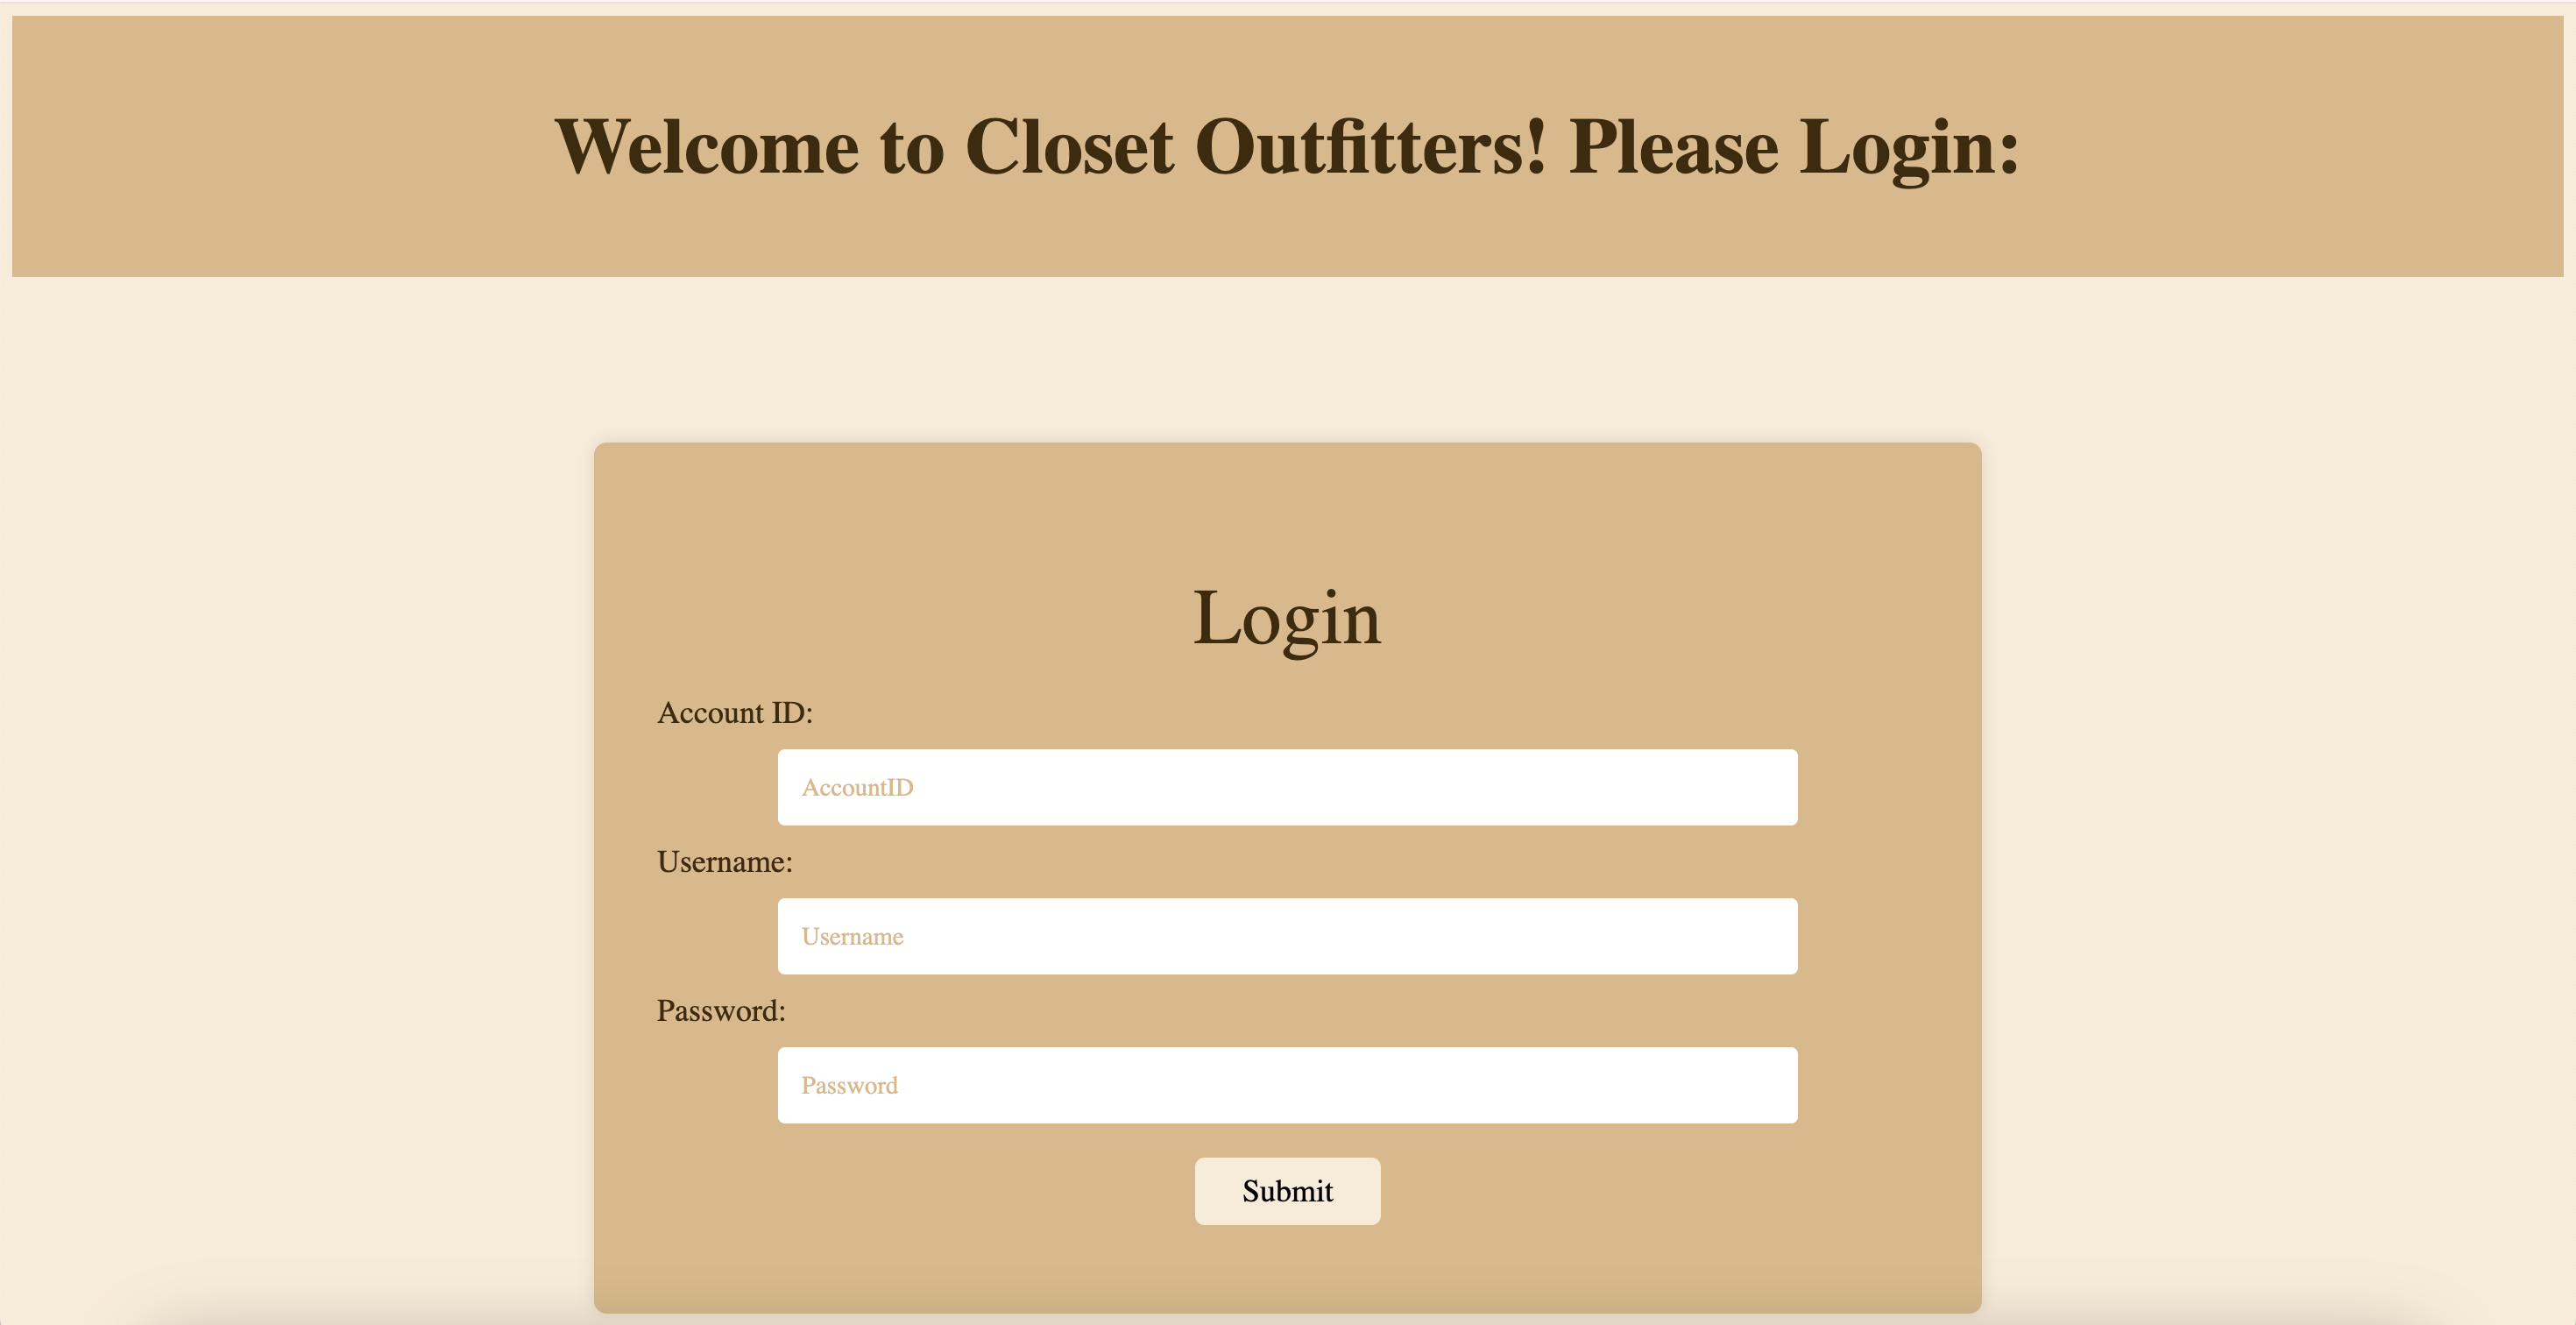 Welcome to Closet Outfitters! Please Login:
Login
Account ID:
AccountID
Username:
Username
Password:
Password
Submit